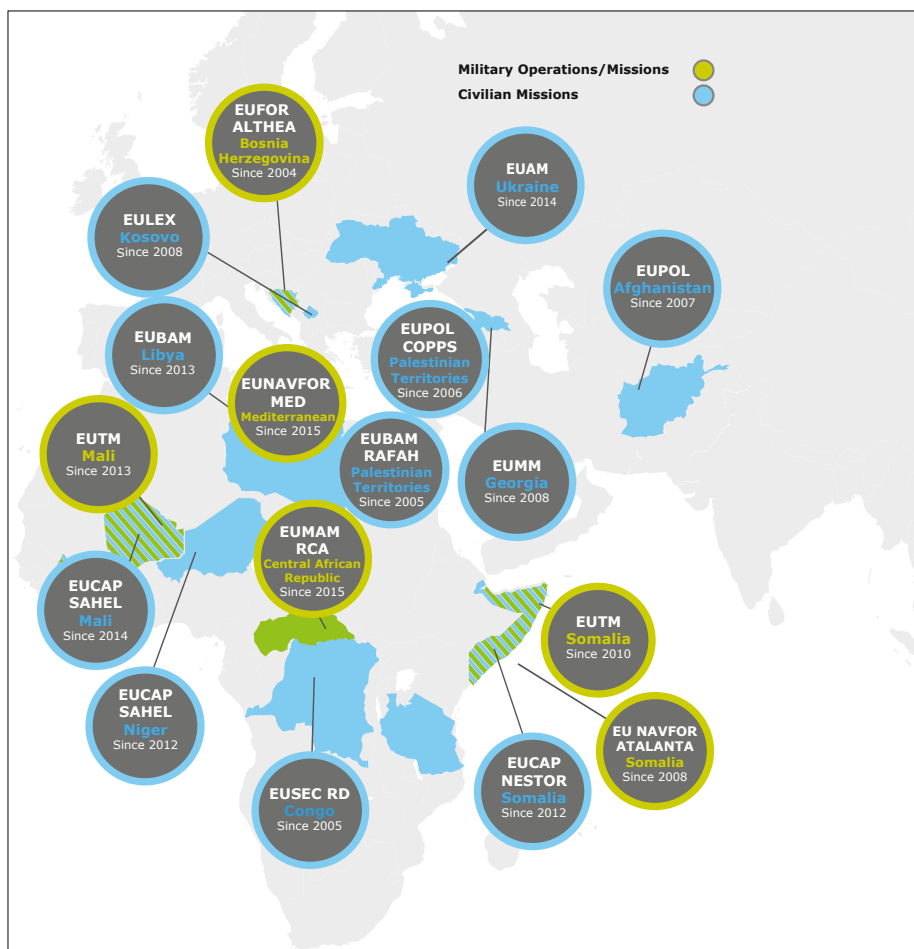 Military Operations/Missions
Civilian Missions
EUFOR
ALTHEA
Bosnia
Herzegovina
Since 2004
EUAM
Ukraine
Since 2014
EULEX
Kosovo
Since 2008
EUPOL
Afghanistan
Since 2007
EUBAM
Libya
Since 2013
EUPOL
COPPS
Palestinian
Territories
Since 2006
EUNAVFOR
MED
Mediterranean
Since 2015
EUTM
Mali
Since 2013
EUBAM
RAFAH
Palestinian
Territories
Since 2005
EUMM
Georgia
Since 2008
EUMAM
RCA
Central African
Republic
Since 2015
EUCAP
SAHEL
Mali
Since 2014
EUTM
Somalia
Since 2010
EUCAP
SAHEL
Niger
Since 2012
EU NAVFOR
ATALANTA
Somalia
Since 2008
EUSEC RD
Congo
Since 2005
EUCAP
NESTOR
Somalia
Since 2012